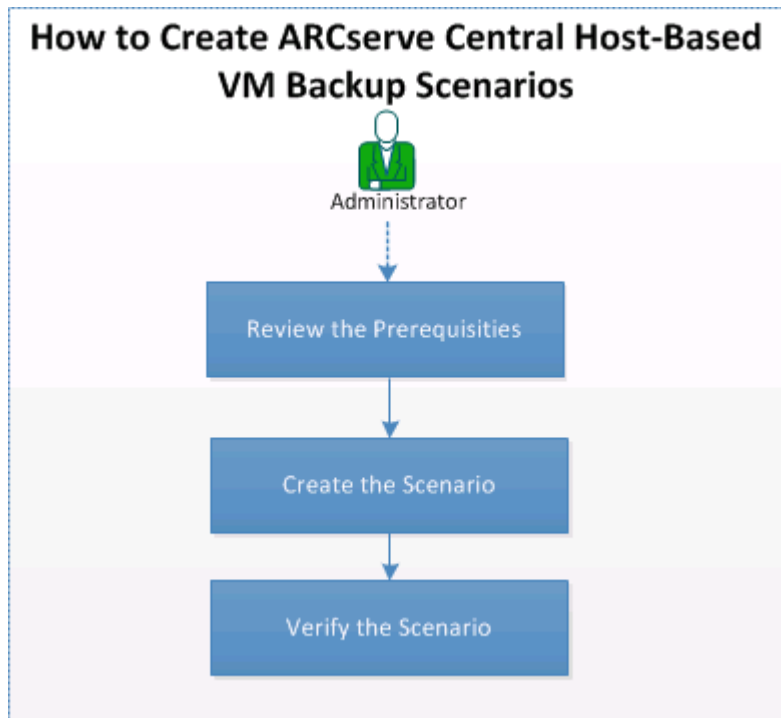 How to Create ARCserve Central Host-Based
VM Backup Scenarios
Administrator
Review the Prerequisities
Create the Scenario
Verify the Scenario